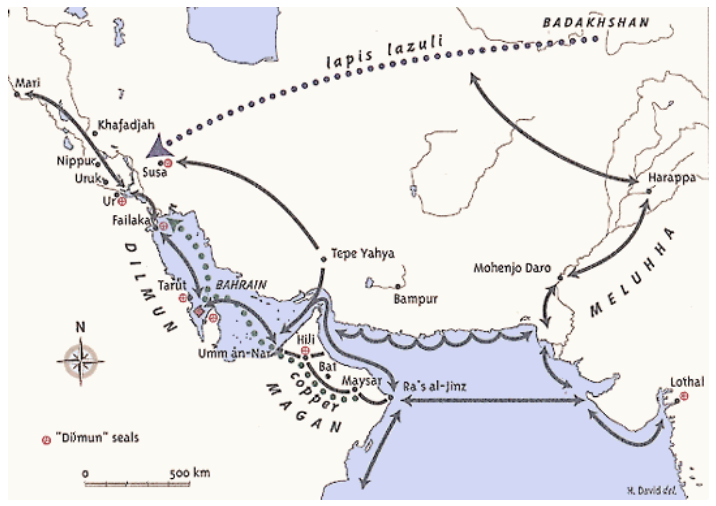 BADAKHSHAN
lapis lazuli
Mari
Khafadjah
Nippur
Susa
Uruk
Harappa
Ur
Failaka
DILMUN
Tepe Yahya
Mohenjo Daro
MELUHHA
Tarut
BAHRAIN
Bampur
N
Umm an-Nar
Hili
Bat
Maysar
Ra's al-Jinz
Lothal
copper
MAGAN
"Dilmun" seals
0 500 km
H. David del.